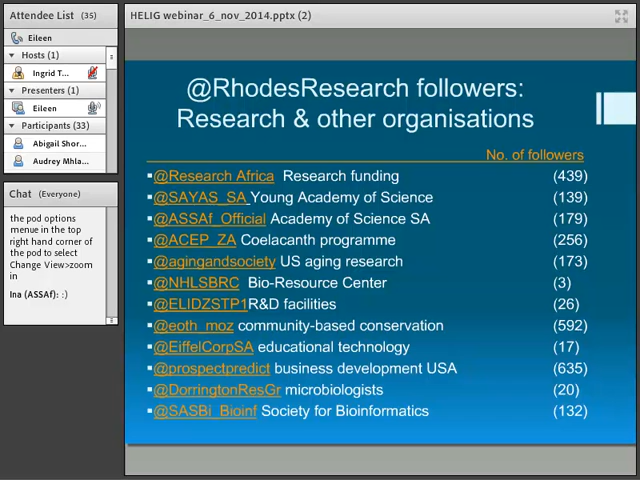 Attendee List (35)
Eileen
Hosts (1)
Ingrid T...
Presenters (1)
Eileen
Participants (33)
Abigail Shor...
Audrey Mhla...
Chat (Everyone)
the pod options
menue in the top
right hand corner of
the pod to select
Change View>zoom
in
Ina (ASSAf): :)
HELIG webinar_6_nov_2014.pptx (2)
@RhodesResearch followers:
Research & other organisations
No. of followers
▪@Research Africa Research funding (439)
▪@SAYAS_SA Young Academy of Science (139)
▪@ASSAf_Official Academy of Science SA (179)
▪@ACEP_ZA Coelacanth programme (256)
▪@agingandsociety US aging research (173)
▪@NHLSBRC Bio-Resource Center (3)
▪@ELIDZSTP1R&D facilities (26)
▪@eoth_moz community-based conservation (592)
▪@EiffelCorpSA educational technology (17)
▪@prospectpredict business development USA (635)
▪@DorringtonResGr microbiologists (20)
▪@SASBi_Bioinf Society for Bioinformatics (132)